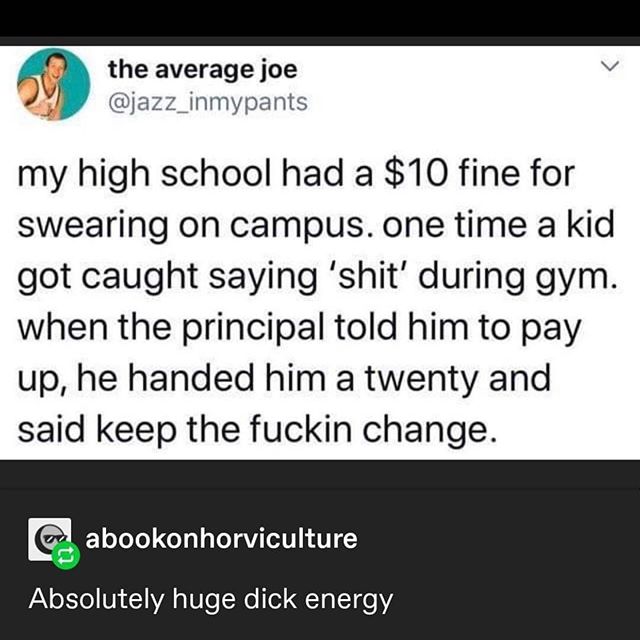 the average joe
@jazz_inmypants
my high school had a $10 fine for
swearing on campus. one time a kid
got caught saying ‘shit’ during gym.
when the principal told him to pay
up, he handed him a twenty and
said keep the fuckin change.
abookonhorviculture
Absolutely huge dick energy